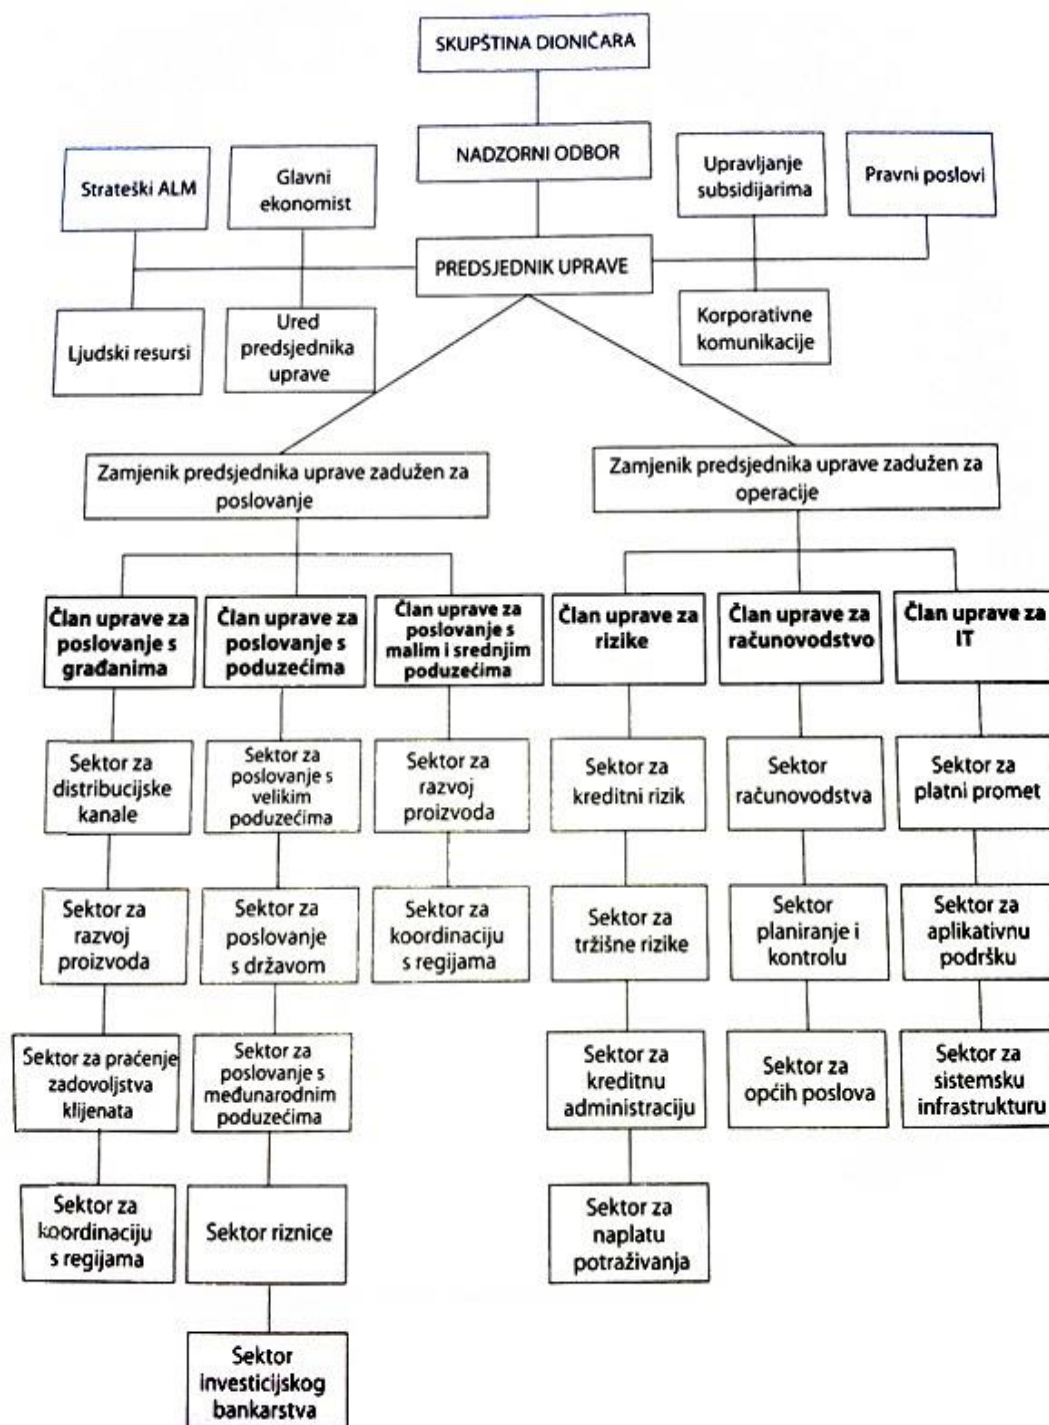 SKUPŠTINA DIONIČARA
NADZORNI ODBOR
Strateški ALM
Glavni
ekonomist
Upravljanje
subsidijarima
Pravni poslovi
PREDSJEDNIK UPRAVE
Ljudski resursi
Ured
predsjednika
uprave
Korporativne
komunikacije
Zamjenik predsjednika uprave zadužen za
poslovanje
Zamjenik predsjednika uprave zadužen za
operacije
Član uprave za
poslovanje s
građanima
Član uprave za
poslovanje s
poduzećima
Član uprave za
poslovanje s
malim i srednjim
poduzećima
Član uprave za
rizike
Član uprave za
računovodstvo
Član uprave za
IT
Sektor za
distribucijske
kanale
Sektor za
poslovanje s
velikim
poduzećima
Sektor za
razvoj
proizvoda
Sektor za
kreditni rizik
Sektor
računovodstva
Sektor za
platni promet
Sektor za
razvoj
proizvoda
Sektor za
poslovanje
s državom
Sektor za
koordinaciju
s regijama
Sektor za
tržišne rizike
Sektor
planiranje i
kontrolu
Sektor za
aplikativnu
podršku
Sektor za praćenje
zadovoljstva
klijenata
Sektor za
poslovanje s
međunarodnim
poduzećima
Sektor za
kreditnu
administraciju
Sektor za
općih poslova
Sektor za
sistemsku
infrastrukturu
Sektor za
koordinaciju
s regijama
Sektor riznice
Sektor za
naplatu
potraživanja
Sektor
investicijskog
bankarstva